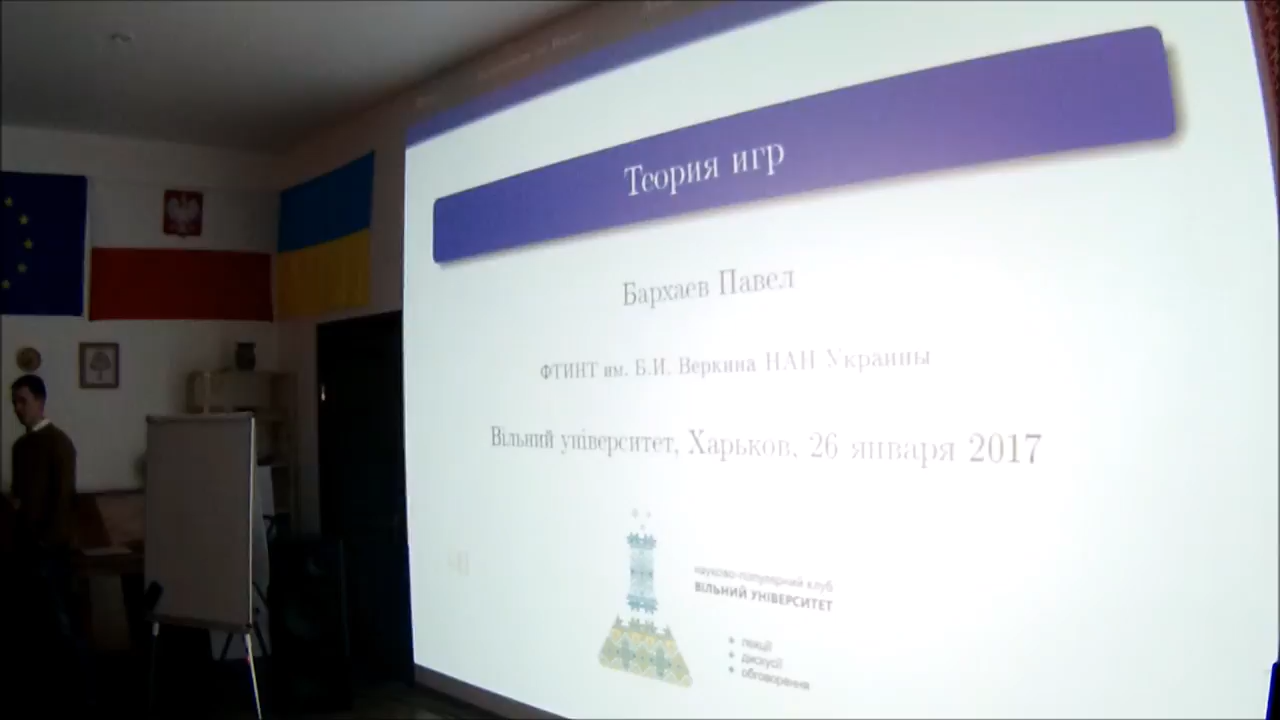 Теория игр
Бархаев Павел
ФТИНТ им. Б.И. Веркина НАН Украины
Вільний університет, Харьков, 26 января 2017
науково-популярний клуб
ВІЛЬНИЙ УНІВЕРСИТЕТ
лекції
дискусії
обговорення